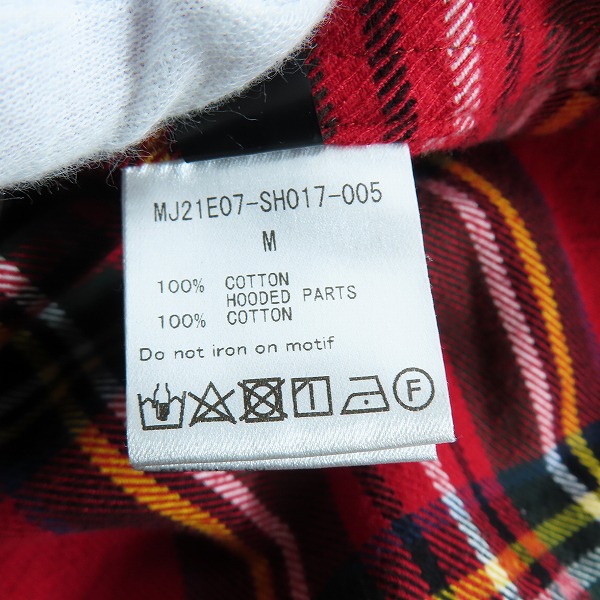 MJ21E07-SH017-005
M
100% COTTON
HOODED PARTS
100% COTTON
Do not iron on motif
F